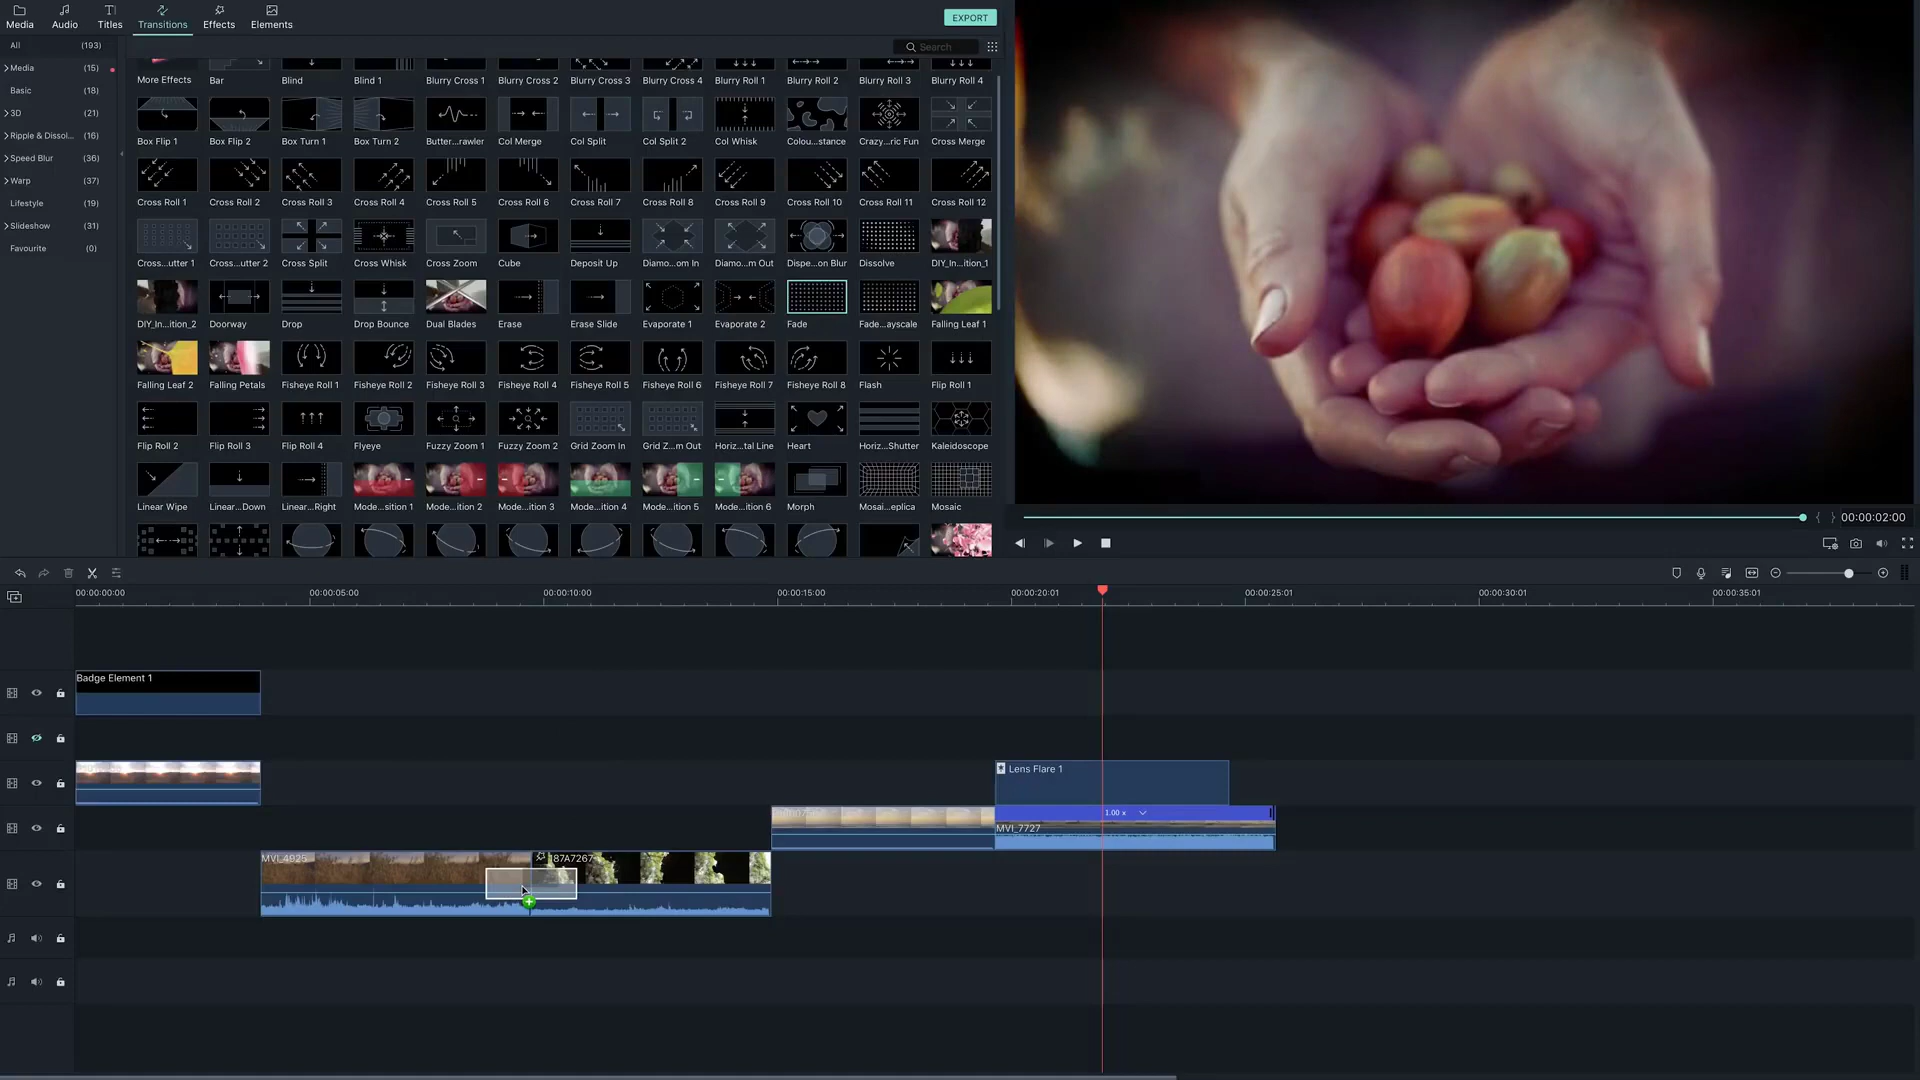 Media Audio Titles Transitions Effects Elements EXPORT
All (193)
Media (15)
Basic (18)
3D (21)
Ripple & Dissol... (16)
Speed Blur (36)
Warp (37)
Lifestyle (19)
Slideshow (31)
Favourite (0)
Search
More Effects Bar Blind Blind 1 Blurry Cross 1 Blurry Cross 2 Blurry Cross 3 Blurry Cross 4 Blurry Roll 1 Blurry Roll 2 Blurry Roll 3 Blurry Roll 4
Box Flip 1 Box Flip 2 Box Turn 1 Box Turn 2 Butter...rawler Col Merge Col Split Col Split 2 Col Whisk Colou...stance Crazy...ric Fun Cross Merge
Cross Roll 1 Cross Roll 2 Cross Roll 3 Cross Roll 4 Cross Roll 5 Cross Roll 6 Cross Roll 7 Cross Roll 8 Cross Roll 9 Cross Roll 10 Cross Roll 11 Cross Roll 12
Cross...utter 1 Cross...utter 2 Cross Split Cross Whisk Cross Zoom Cube Deposit Up Diamo...om In Diamo...m Out Dispe...on Blur Dissolve DIY_In...ition_1
DIY_In...ition_2 Doorway Drop Drop Bounce Dual Blades Erase Erase Slide Evaporate 1 Evaporate 2 Fade Fade...ayscale Falling Leaf 1
Falling Leaf 2 Falling Petals Fisheye Roll 1 Fisheye Roll 2 Fisheye Roll 3 Fisheye Roll 4 Fisheye Roll 5 Fisheye Roll 6 Fisheye Roll 7 Fisheye Roll 8 Flash Flip Roll 1
Flip Roll 2 Flip Roll 3 Flip Roll 4 Flyeye Fuzzy Zoom 1 Fuzzy Zoom 2 Grid Zoom In Grid Z...m Out Horiz...tal Line Heart Horiz...Shutter Kaleidoscope
Linear Wipe Linear...Down Linear...Right Mode...sition 1 Mode...ition 2 Mode...ition 3 Mode...ition 4 Mode...ition 5 Mode...ition 6 Morph Mosai...eplica Mosaic
00:00:02:00
00:00:00:00 00:00:05:00 00:00:10:00 00:00:15:00 00:00:20:01 00:00:25:01 00:00:30:01 00:00:35:01
Badge Element 1
Lens Flare 1
1.00 x
MVI_7727
MVI_4925 187A7267